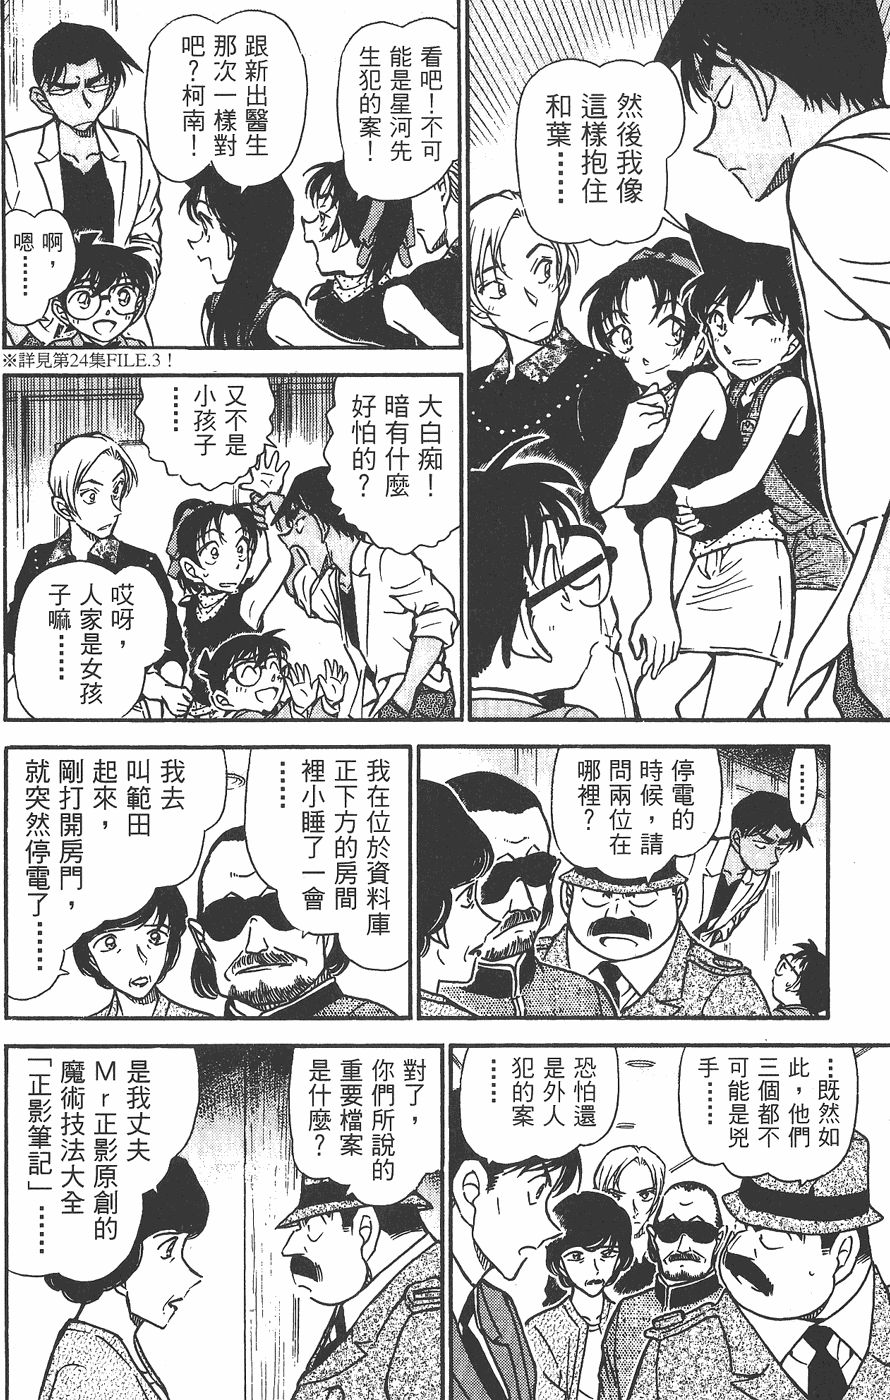 然後我像
這樣抱住
和葉……
看吧！不可
能是星河先
生犯的案！
跟新出醫生
那次一樣對
吧？柯南！
啊，
嗯……
※詳見第24集FILE.3！
大白痴！
暗有什麼
好怕的？
又不是
小孩子
……
哎呀，
人家是女孩
子嘛……
……
停電的
時候，請
問兩位在
哪裡？
我在位於資料庫
正下方的房間
裡小睡了一會
……
我去
叫範田
起來，
剛打開房門，
就突然停電了……
…既然如
此，他們
三個都不
可能是兇
手……
恐怕還
是外人
犯的案
……
對了，
你們所說的
重要檔案
是什麼？
是我丈夫
Mr正影原創的
魔術技法大全
「正影筆記」……